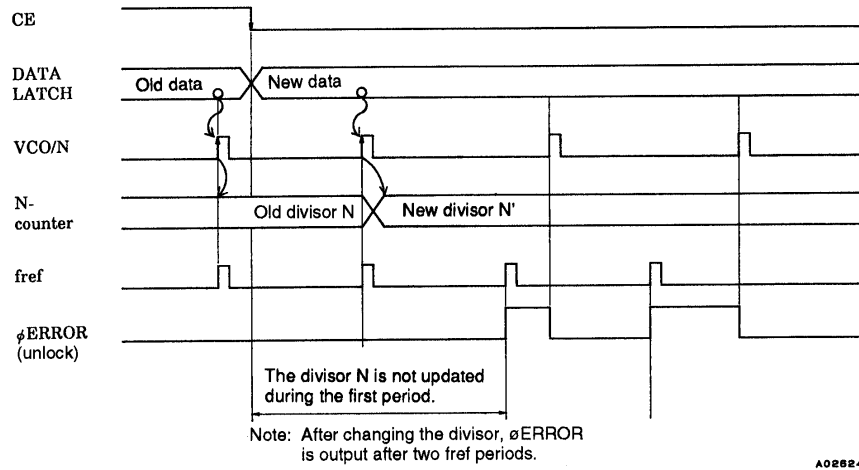 CE
DATA
LATCH
Old data
New data
VCO/N
N-
counter
Old divisor N
New divisor N'
fref
øERROR
(unlock)
The divisor N is not updated
during the first period.
Note: After changing the divisor, øERROR
is output after two fref periods.
A02624